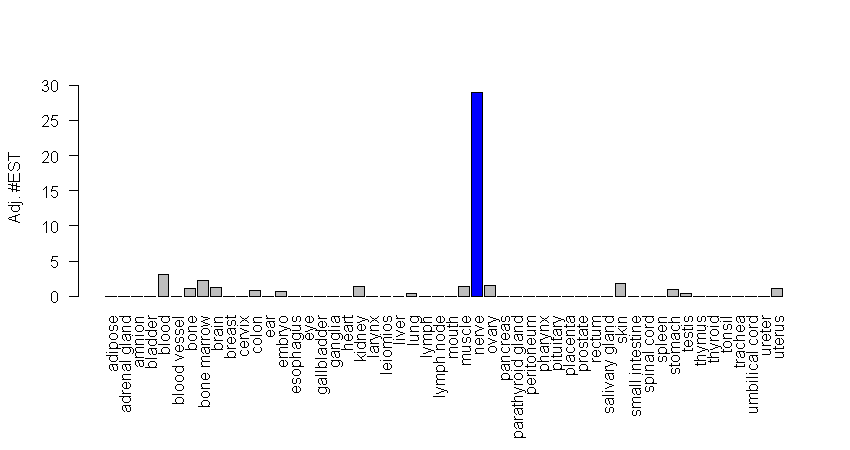 Adj. #EST
30
25
20
15
10
5
0
adipose
adrenal gland
amnion
bladder
blood
blood vessel
bone
bone marrow
brain
breast
cervix
colon
ear
embryo
esophagus
eye
gallbladder
ganglia
heart
kidney
larynx
leiomios
liver
lung
lymph
lymph node
mouth
muscle
nerve
ovary
pancreas
parathyroid gland
peritoneum
pharynx
pituitary
placenta
prostate
rectum
salivary gland
skin
small intestine
spinal cord
spleen
stomach
testis
thymus
thyroid
tonsil
trachea
umbilical cord
ureter
uterus